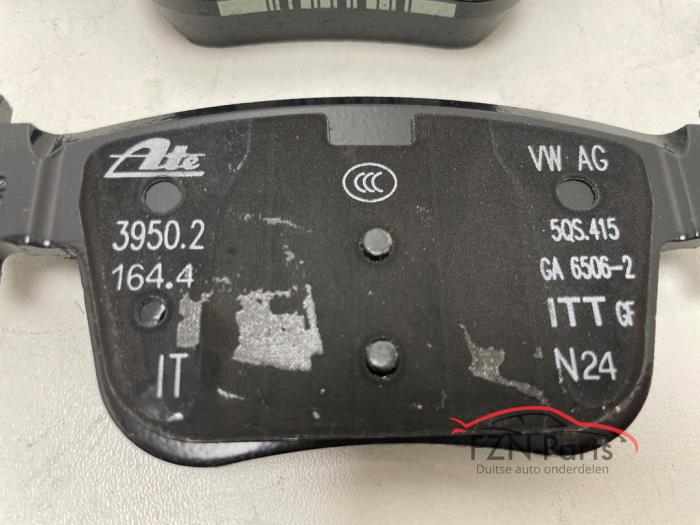 Ate
VW AG
CCC
3950.2
5QS.415
164.4
GA 6506-2
ITT GF
IT
N24
FZN Parts
Duitse auto onderdelen